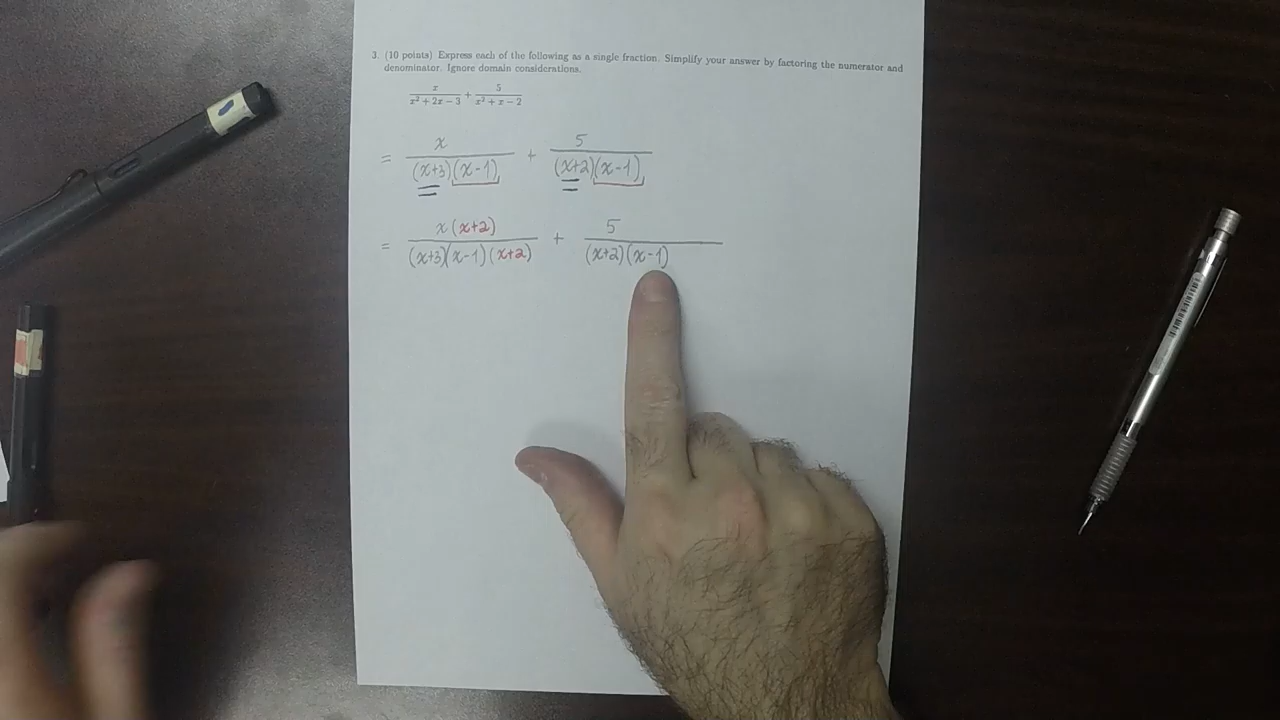 3. (10 points) Express each of the following as a single fraction. Simplify your answer by factoring the numerator and
denominator. Ignore domain considerations.
x/(x² + 2x − 3) + 5/(x² + x − 2)
= x/((x+3)(x-1)) + 5/((x+2)(x-1))
= x(x+2)/((x+3)(x-1)(x+2)) + 5/((x+2)(x-1))